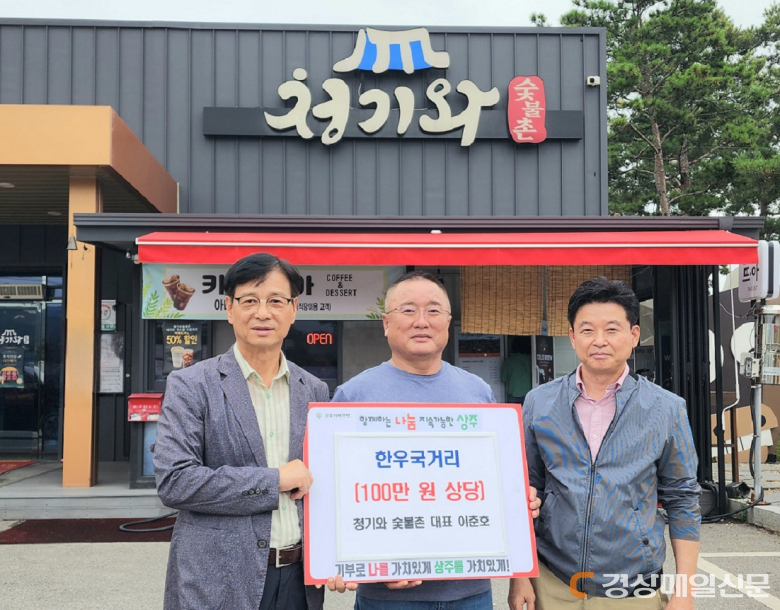 청기와
숯불촌
COFFEE
&
DESSERT
OPEN
50% 할인
함께하는 나눔 지속가능한 상주
한우국거리
(100만 원 상당)
청기와 숯불촌 대표 이준호
기부로 나를 가치있게 상주를 가치있게!
경상매일신문